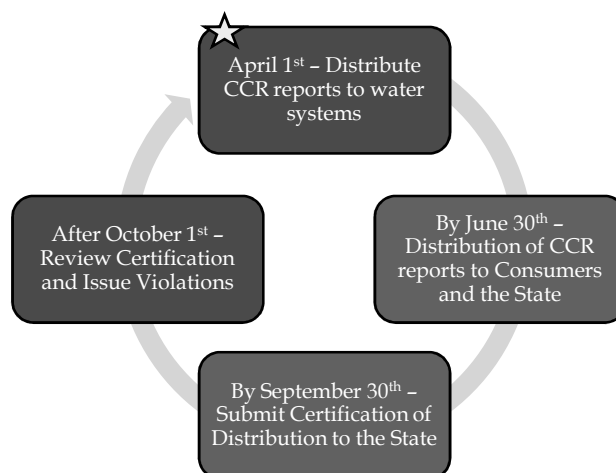 April 1st – Distribute
CCR reports to water
systems
By June 30th –
Distribution of CCR
reports to Consumers
and the State
By September 30th –
Submit Certification of
Distribution to the State
After October 1st –
Review Certification
and Issue Violations